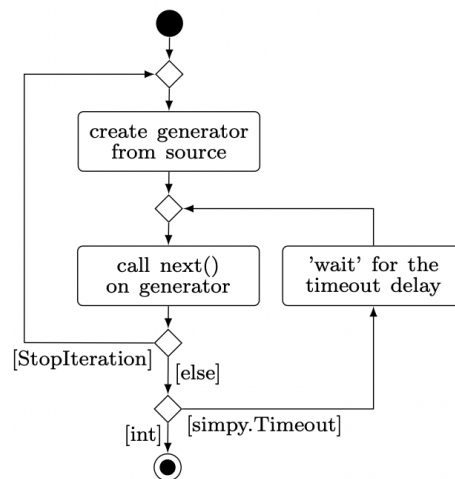 create generator
from source
call next()
on generator
'wait' for the
timeout delay
[StopIteration]
[else]
[simpy.Timeout]
[int]